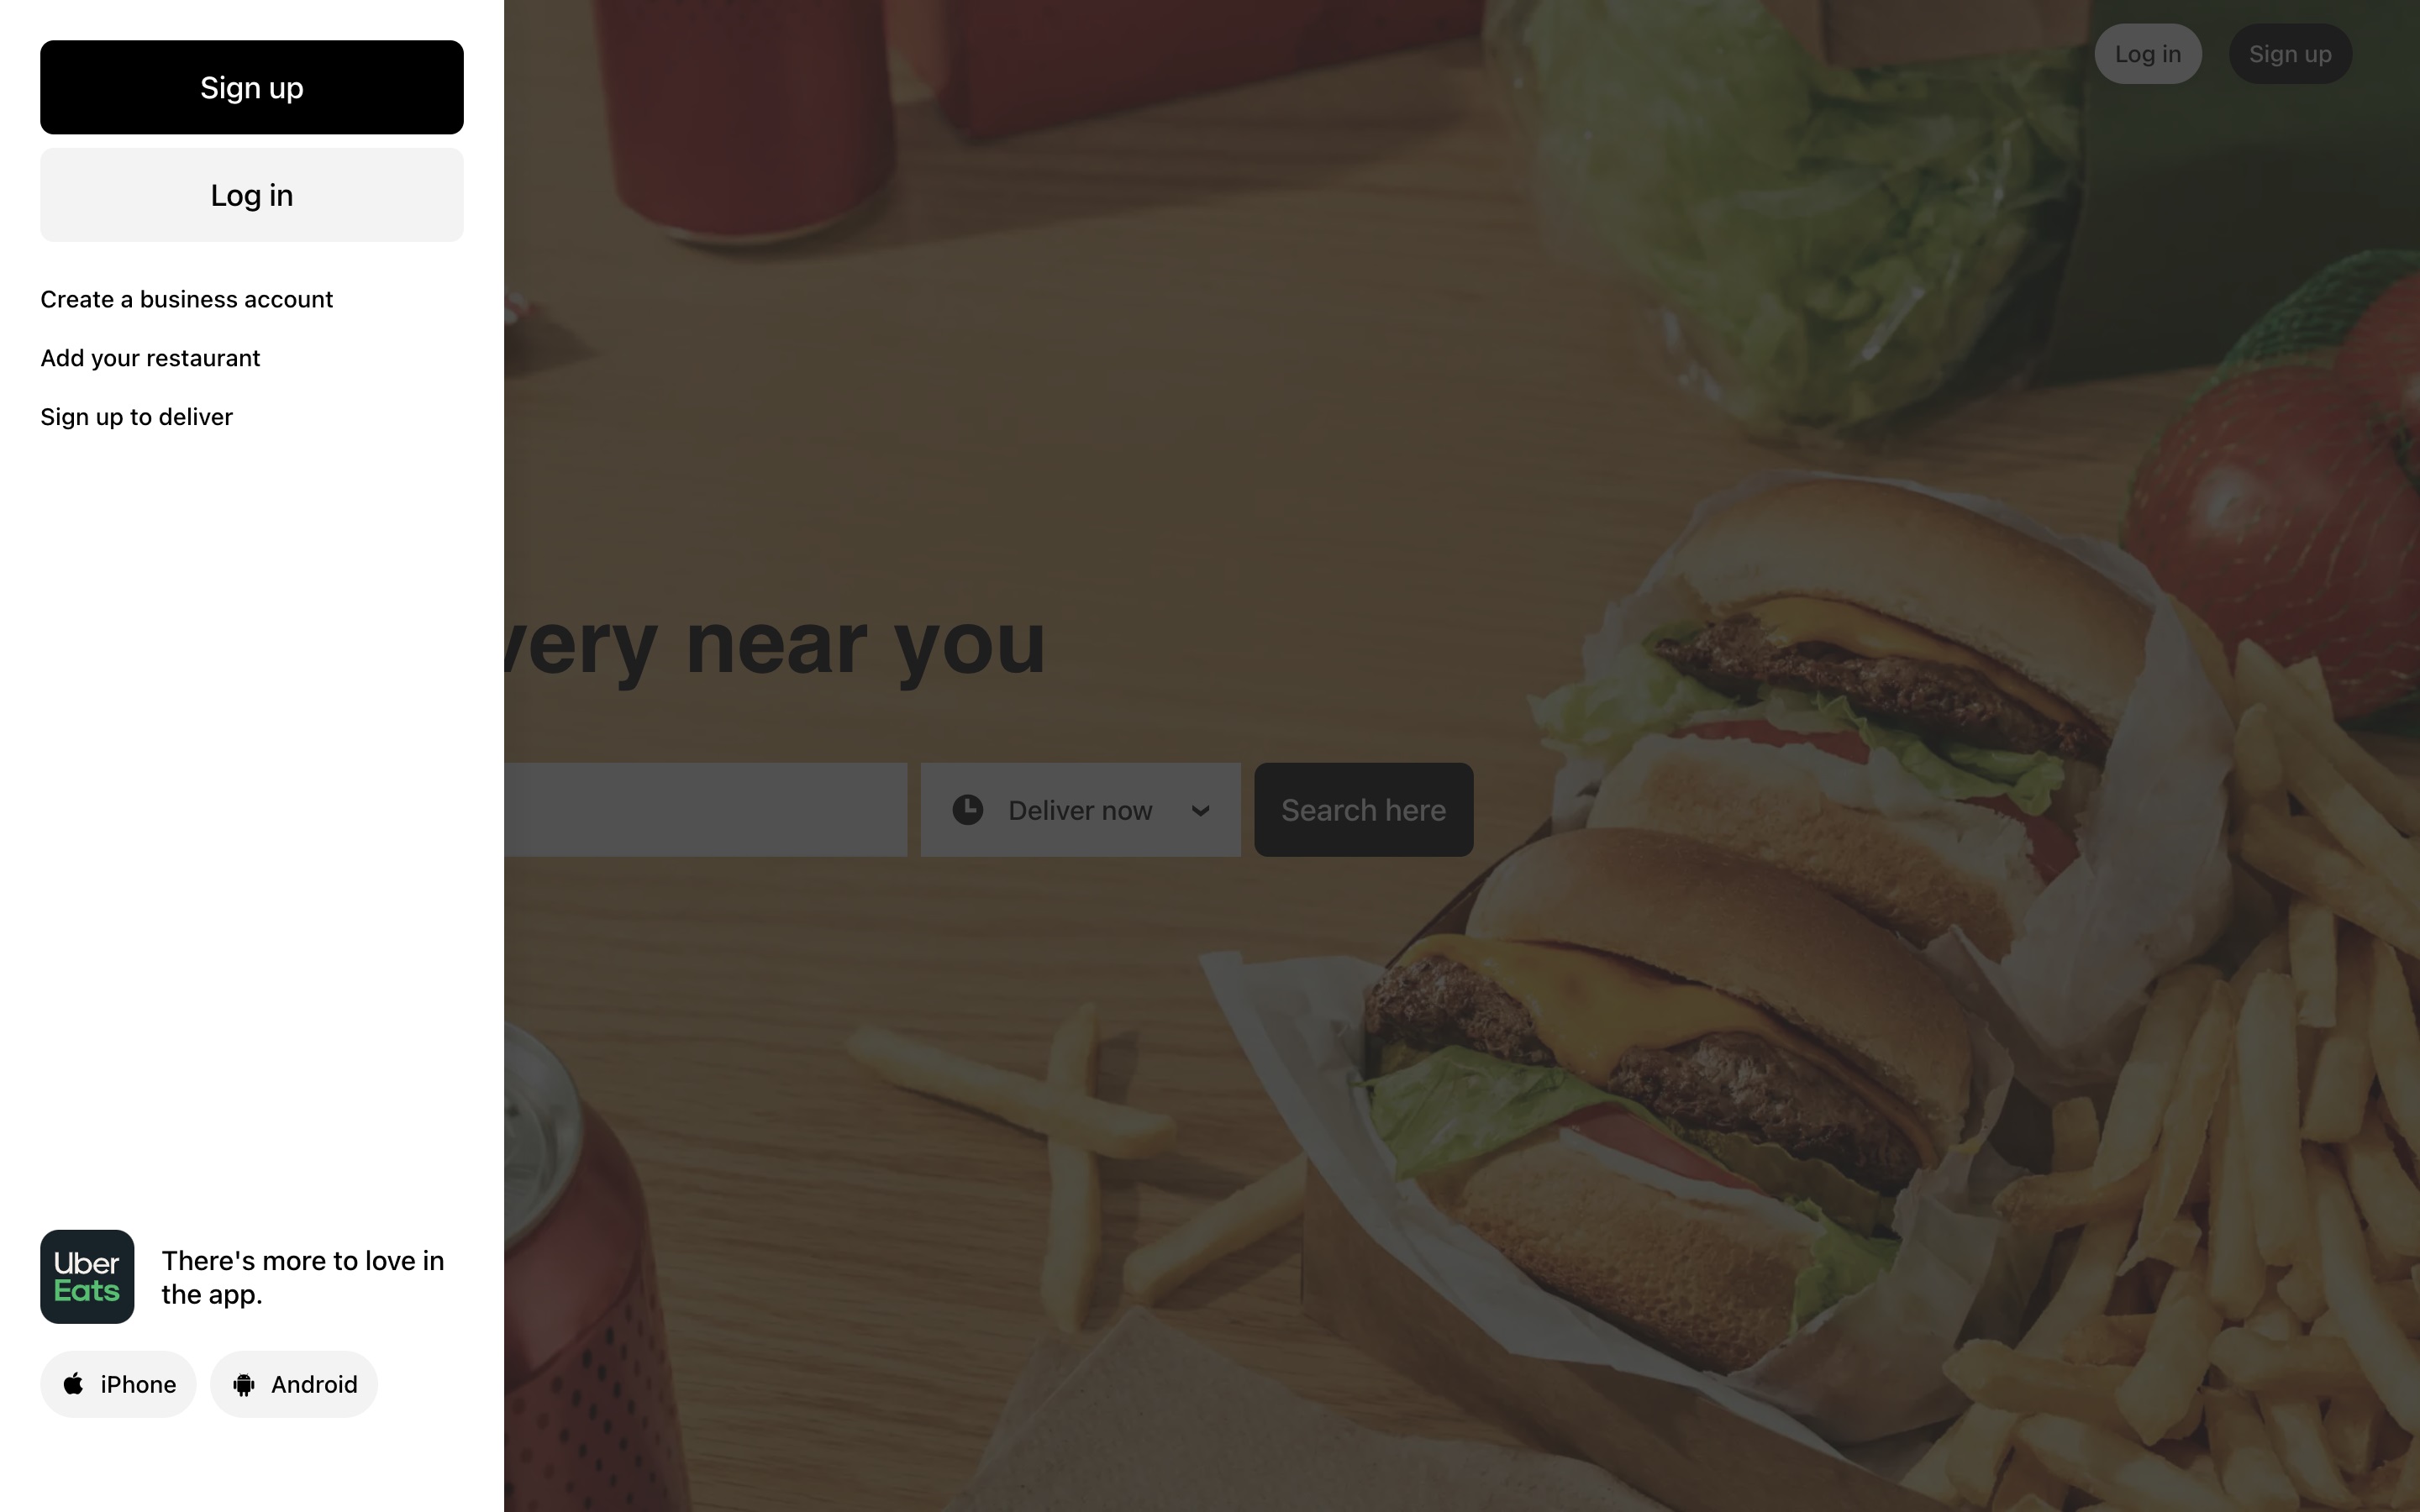 Sign up
Log in
Create a business account
Add your restaurant
Sign up to deliver
Uber
Eats
There's more to love in
the app.
iPhone
Android
Log in
Sign up
very near you
Deliver now
Search here